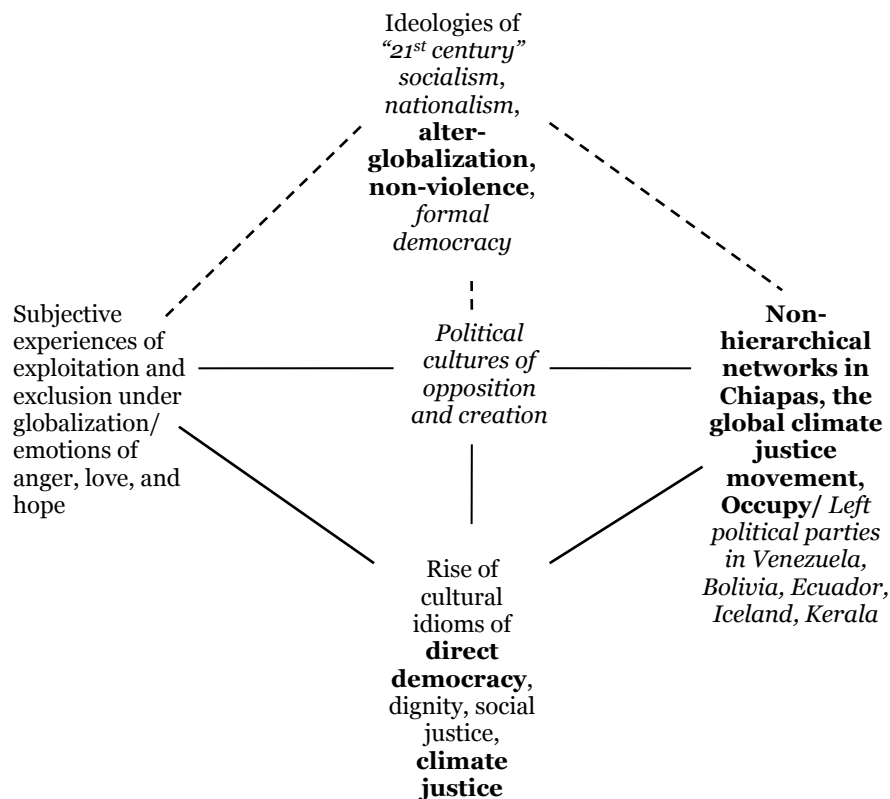 Ideologies of
“21st century”
socialism,
nationalism,
alter-
globalization,
non-violence,
formal
democracy
Subjective
experiences of
exploitation and
exclusion under
globalization/
emotions of
anger, love, and
hope
Political
cultures of
opposition
and creation
Non-
hierarchical
networks in
Chiapas, the
global climate
justice
movement,
Occupy/ Left
political parties
in Venezuela,
Bolivia, Ecuador,
Iceland, Kerala
Rise of
cultural
idioms of
direct
democracy,
dignity, social
justice,
climate
justice